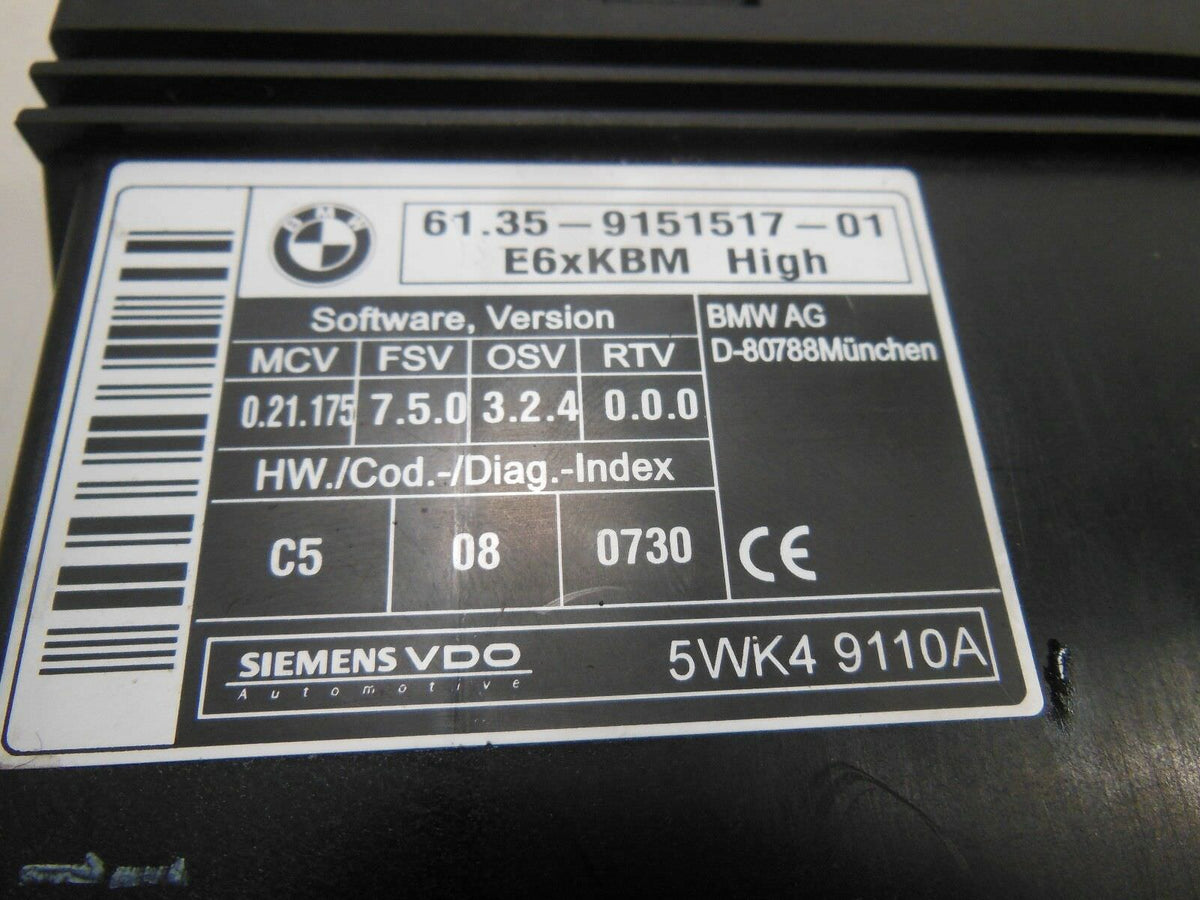 BMW
61.35-9151517-01
E6xKBM High
Software, Version
MCV FSV OSV RTV
0.21.175 7.5.0 3.2.4 0.0.0
BMW AG
D-80788München
HW./Cod.-/Diag.-Index
C5 08 0730
CE
SIEMENS VDO
Automotive
5WK4 9110A